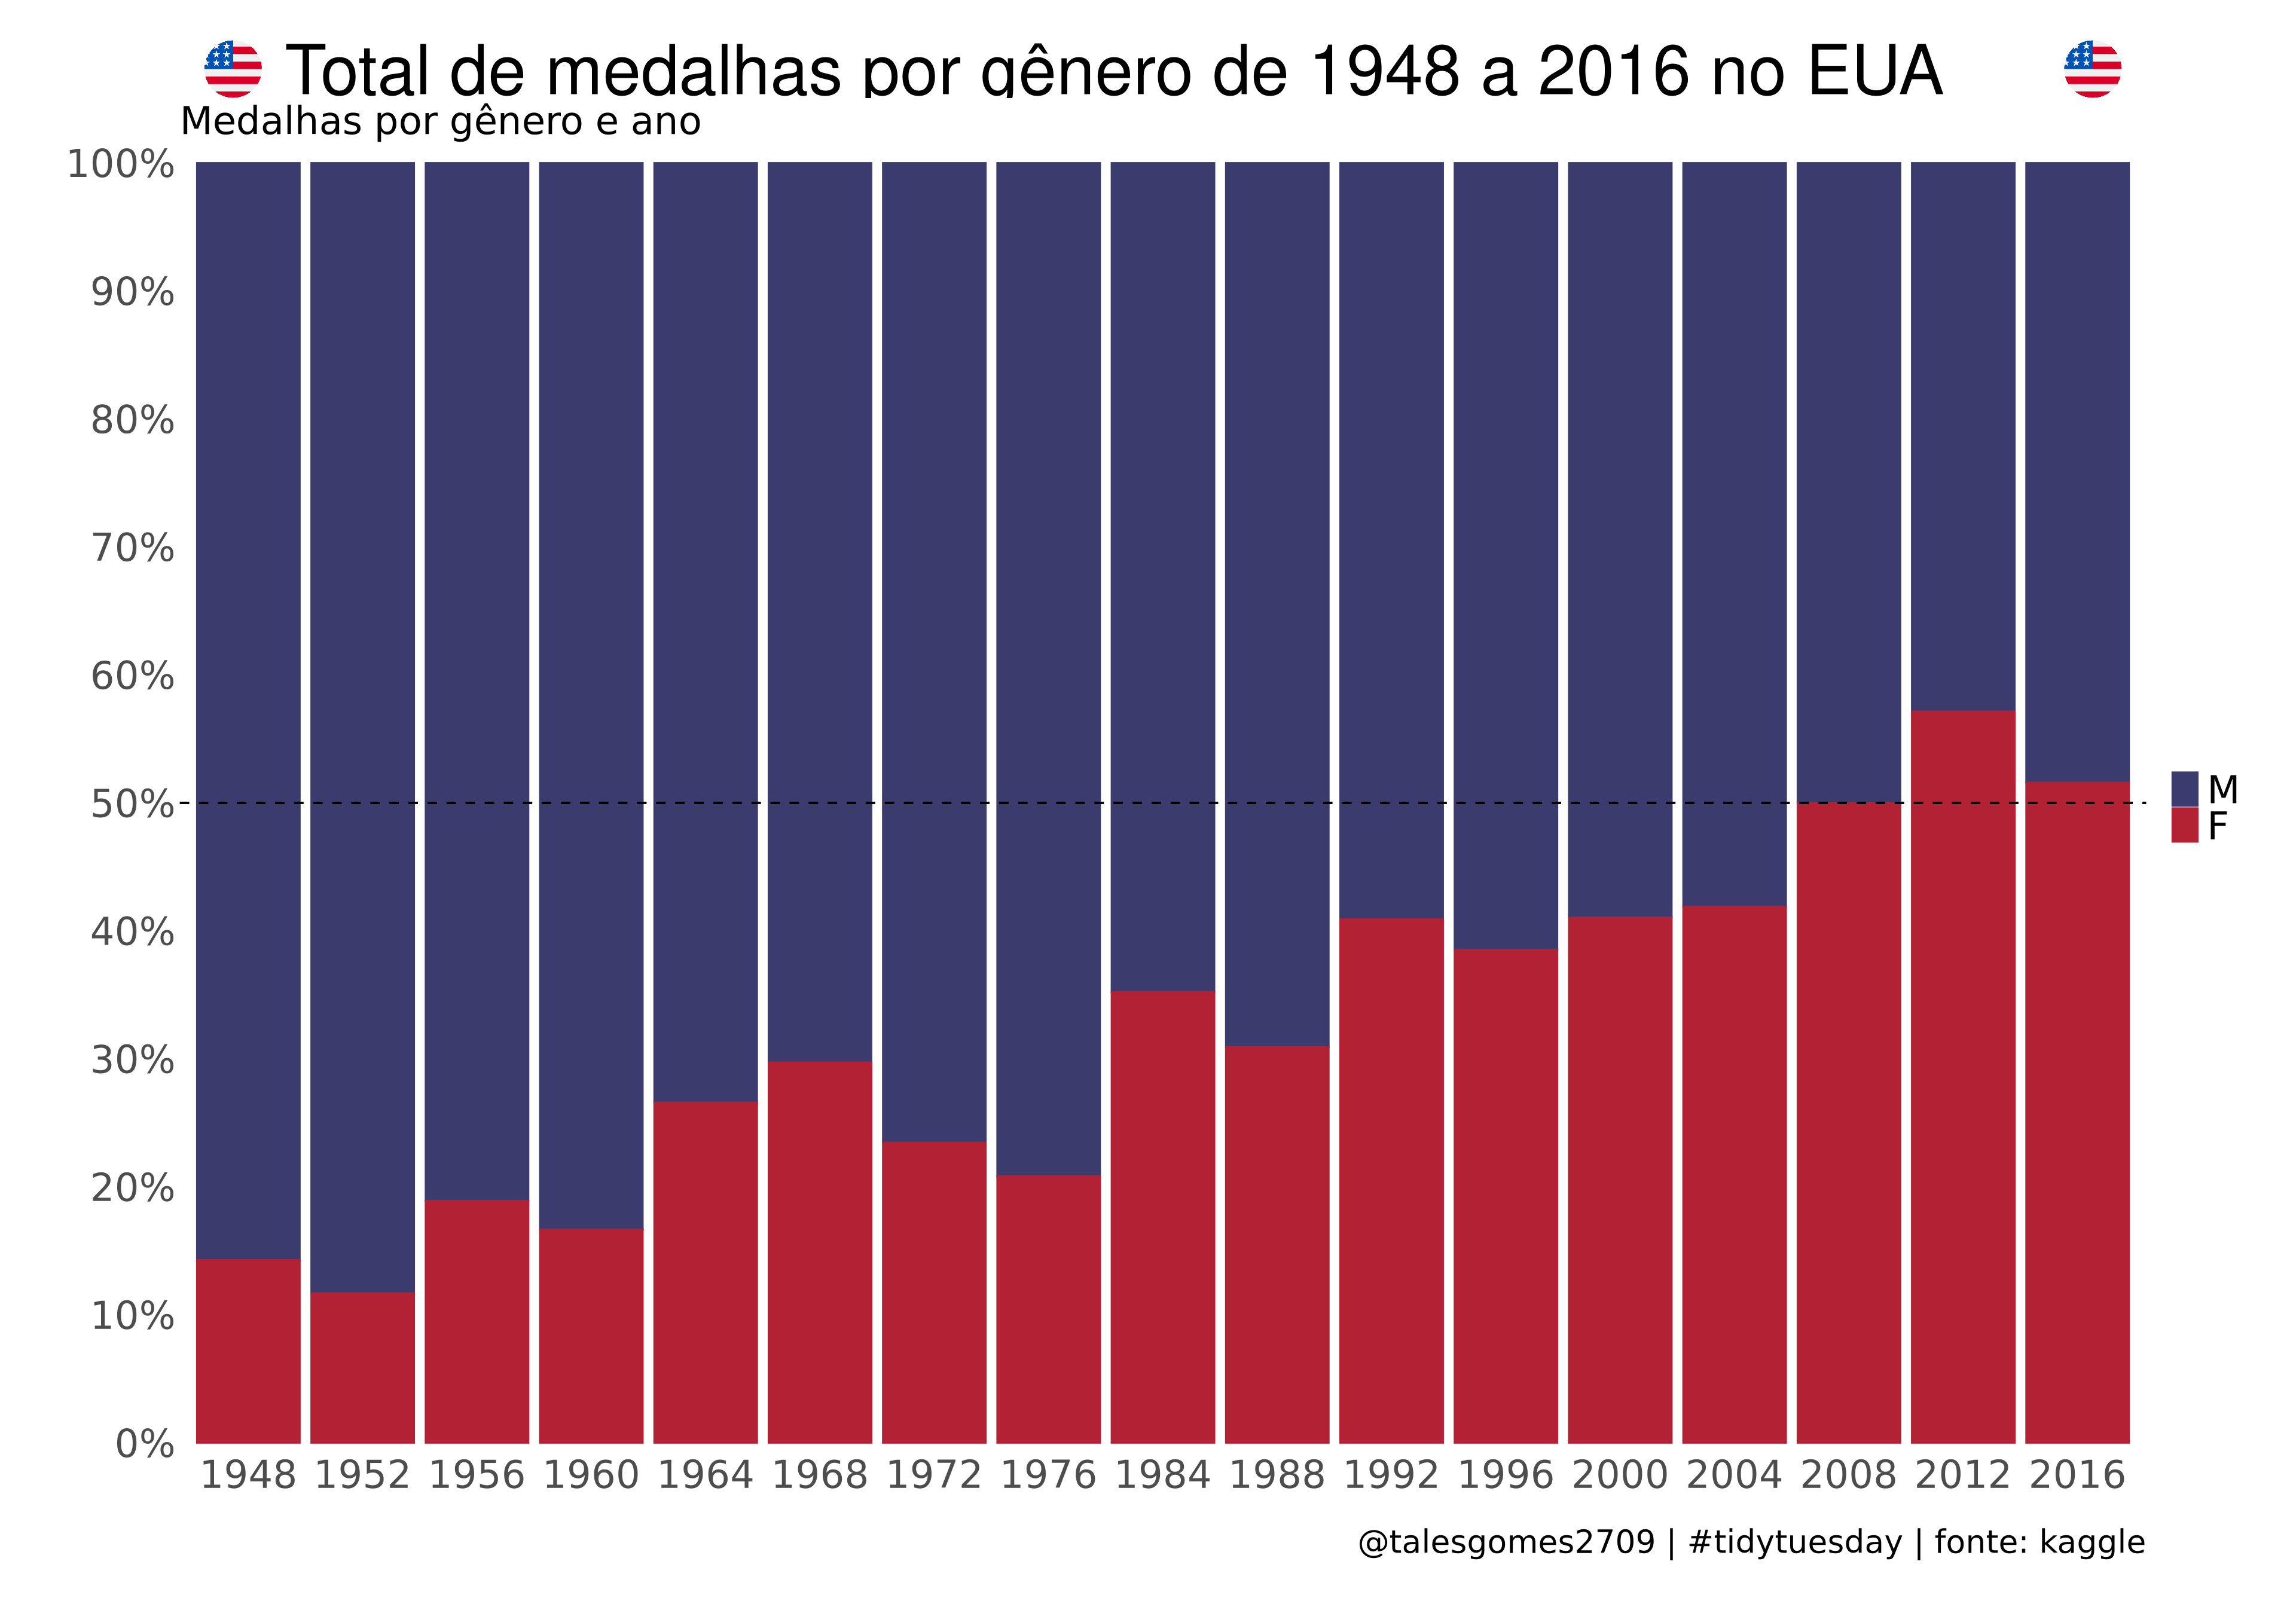 Total de medalhas por gênero de 1948 a 2016 no EUA
Medalhas por gênero e ano
100%
90%
80%
70%
60%
50%
40%
30%
20%
10%
0%
M
F
1948 1952 1956 1960 1964 1968 1972 1976 1984 1988 1992 1996 2000 2004 2008 2012 2016
@talesgomes2709 | #tidytuesday | fonte: kaggle